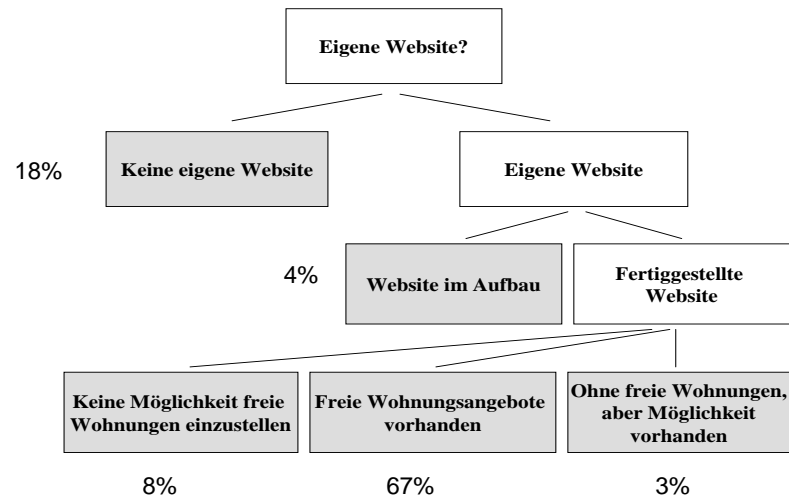 Eigene Website?
18%
Keine eigene Website
Eigene Website
4%
Website im Aufbau
Fertiggestellte
Website
Keine Möglichkeit freie
Wohnungen einzustellen
Freie Wohnungsangebote
vorhanden
Ohne freie Wohnungen,
aber Möglichkeit
vorhanden
8%
67%
3%